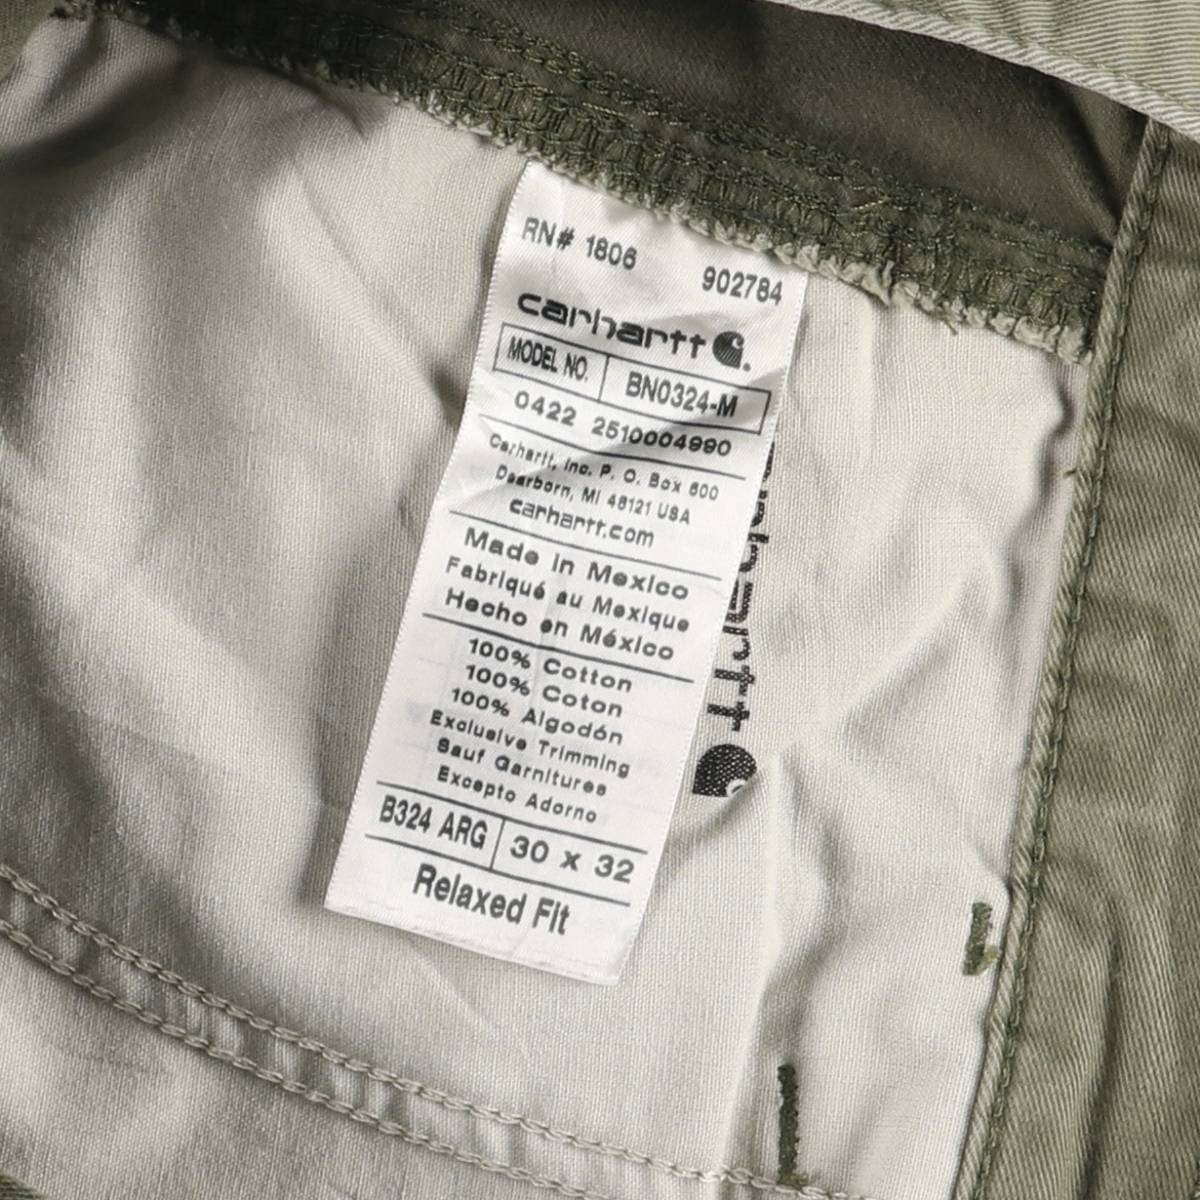 RN# 1806 902784
carhartt
MODEL NO. BN0324-M
0422 2510004990
Carhartt, Inc. P. O. Box 600
Dearborn, MI 48121 USA
carhartt.com
Made in Mexico
Fabriqué au Mexique
Hecho en México
100% Cotton
100% Coton
100% Algodón
Exclusive Trimming
Sauf Garnitures
Excepto Adorno
B324 ARG 30 x 32
Relaxed Fit